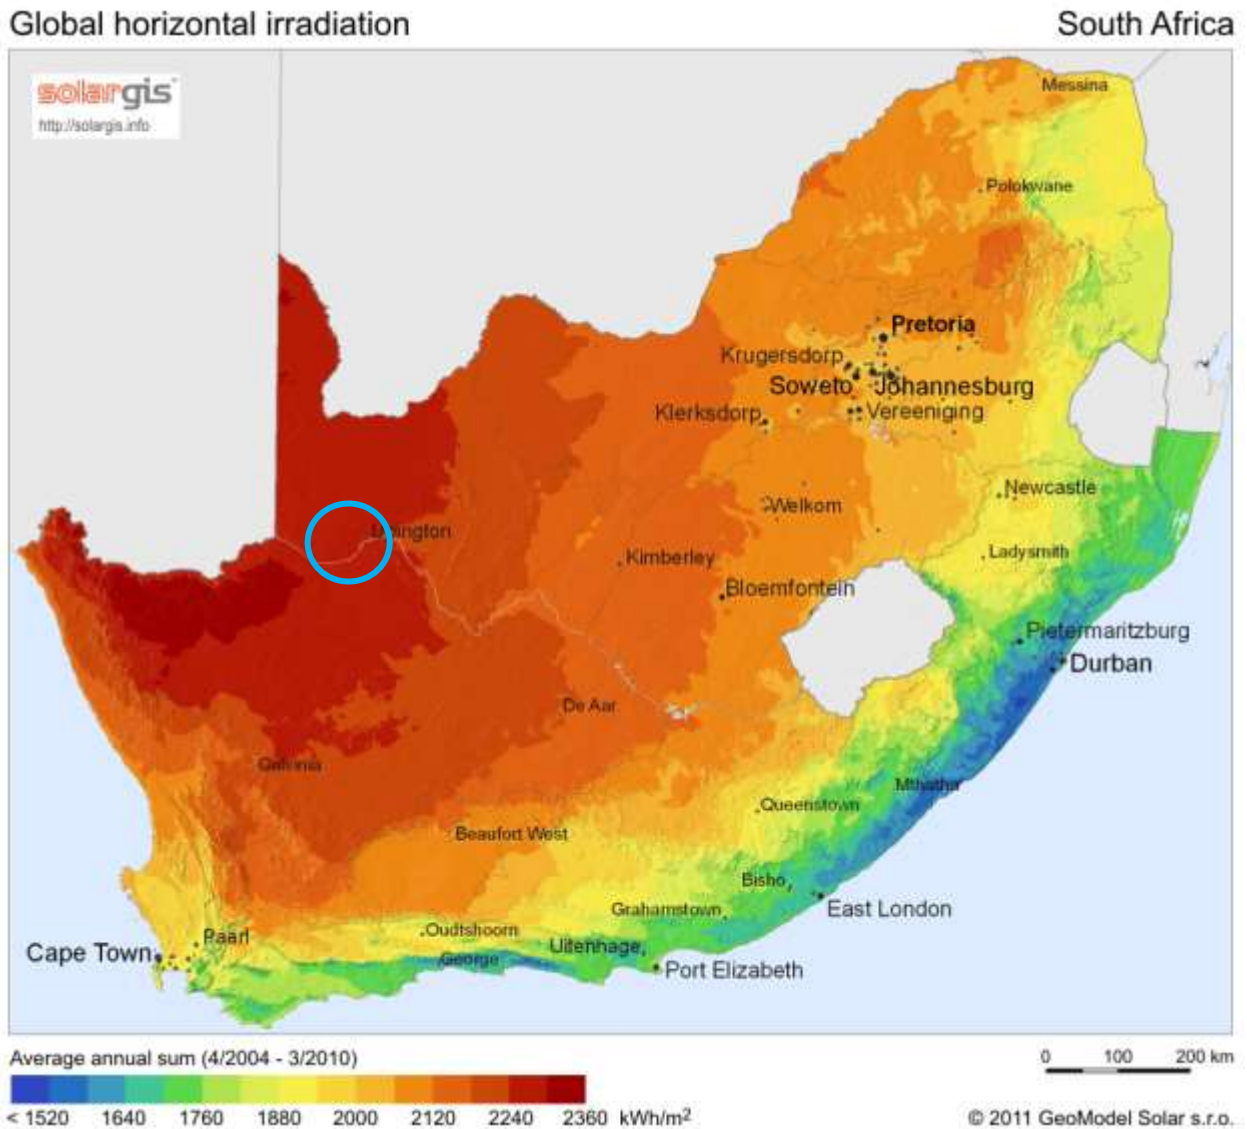 Global horizontal irradiation
South Africa
solargis
http://solargis.info
Messina
Polokwane
Pretoria
Krugersdorp
Soweto
Johannesburg
Klerksdorp
Vereeniging
Newcastle
Welkom
Ladysmith
Kimberley
Bloemfontein
Pietermaritzburg
Durban
De Aar
Calvinia
Mthatha
Queenstown
Beaufort West
Bisho
East London
Grahamstown
Oudtshoorn
Paarl
Cape Town
Uitenhage
George
Port Elizabeth
Average annual sum (4/2004 - 3/2010)
0 100 200 km
< 1520 1640 1760 1880 2000 2120 2240 2360 kWh/m²
© 2011 GeoModel Solar s.r.o.